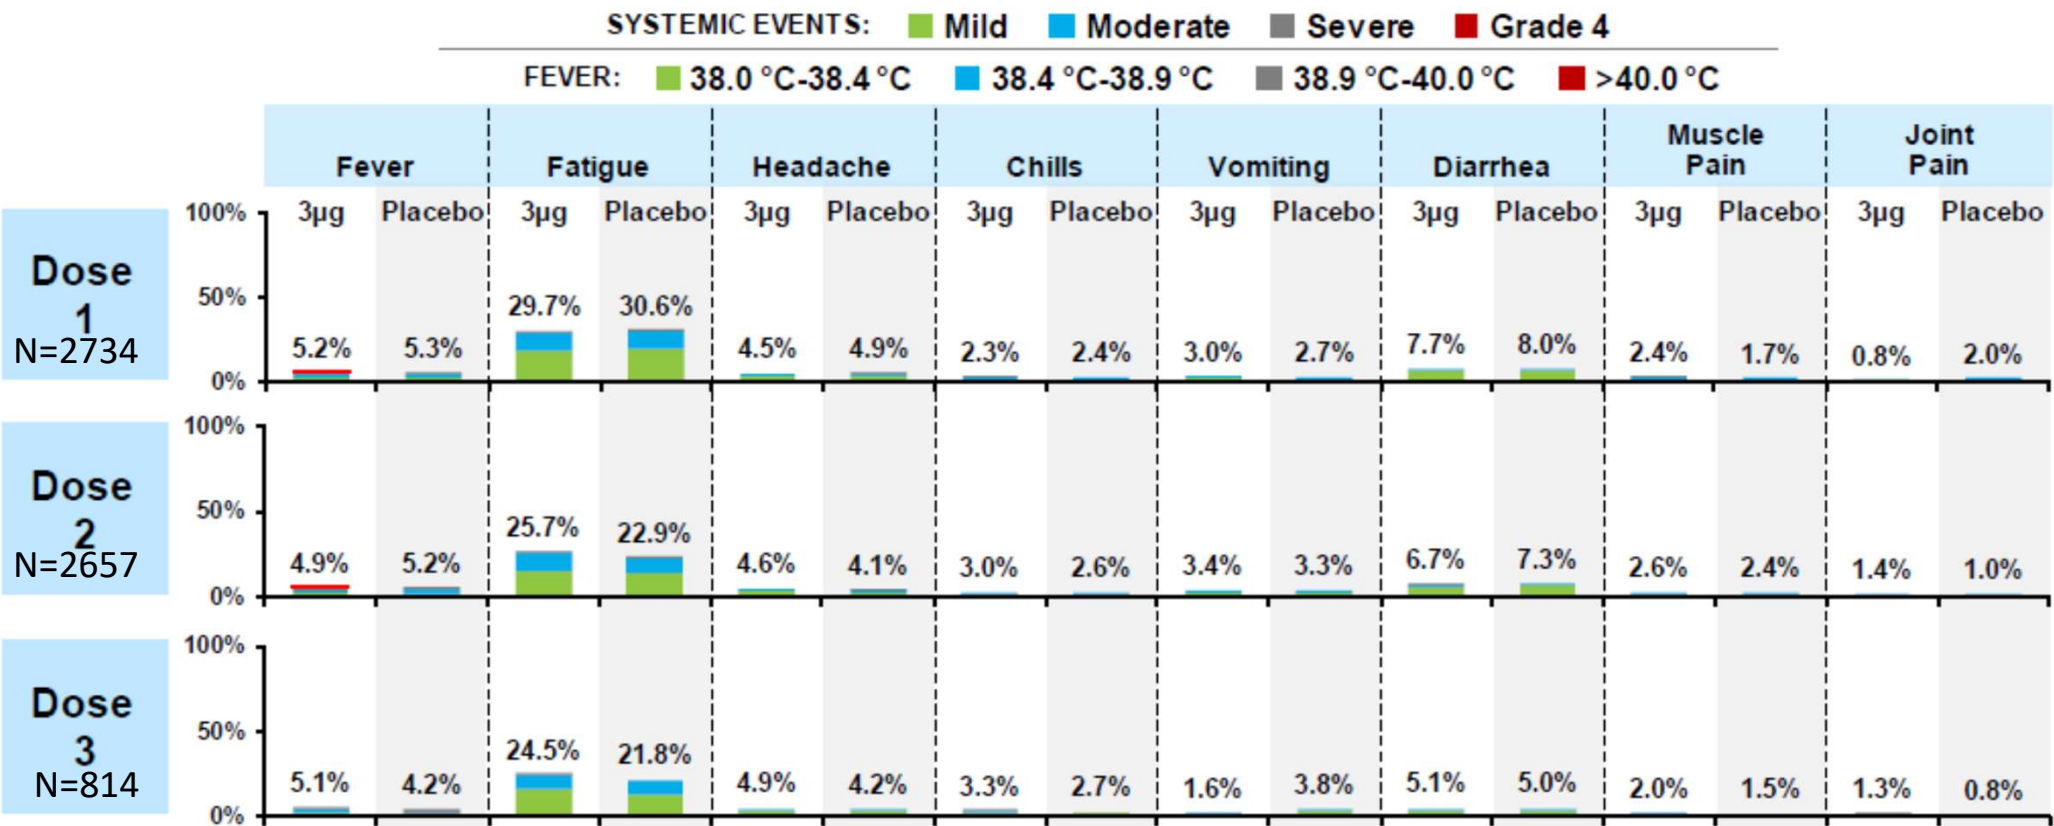 SYSTEMIC EVENTS: Mild Moderate Severe Grade 4
FEVER: 38.0 °C-38.4 °C 38.4 °C-38.9 °C 38.9 °C-40.0 °C >40.0 °C
Fever Fatigue Headache Chills Vomiting Diarrhea Muscle Pain Joint Pain
3µg Placebo 3µg Placebo 3µg Placebo 3µg Placebo 3µg Placebo 3µg Placebo 3µg Placebo 3µg Placebo
Dose
1
N=2734
100%
50%
0%
5.2% 5.3% 29.7% 30.6% 4.5% 4.9% 2.3% 2.4% 3.0% 2.7% 7.7% 8.0% 2.4% 1.7% 0.8% 2.0%
Dose
2
N=2657
100%
50%
0%
4.9% 5.2% 25.7% 22.9% 4.6% 4.1% 3.0% 2.6% 3.4% 3.3% 6.7% 7.3% 2.6% 2.4% 1.4% 1.0%
Dose
3
N=814
100%
50%
0%
5.1% 4.2% 24.5% 21.8% 4.9% 4.2% 3.3% 2.7% 1.6% 3.8% 5.1% 5.0% 2.0% 1.5% 1.3% 0.8%